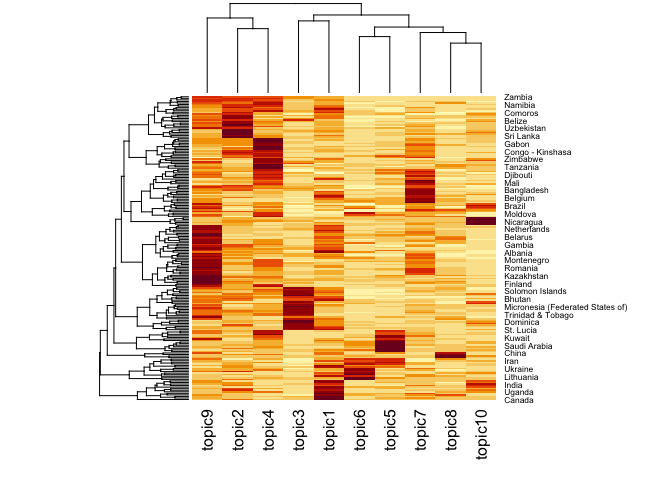 Zambia
Namibia
Comoros
Belize
Uzbekistan
Sri Lanka
Gabon
Congo - Kinshasa
Zimbabwe
Tanzania
Djibouti
Mali
Bangladesh
Belgium
Brazil
Moldova
Nicaragua
Netherlands
Belarus
Gambia
Albania
Montenegro
Romania
Kazakhstan
Finland
Solomon Islands
Bhutan
Micronesia (Federated States of)
Trinidad & Tobago
Dominica
St. Lucia
Kuwait
Saudi Arabia
China
Iran
Ukraine
Lithuania
India
Uganda
Canada
topic9
topic2
topic4
topic3
topic1
topic6
topic5
topic7
topic8
topic10